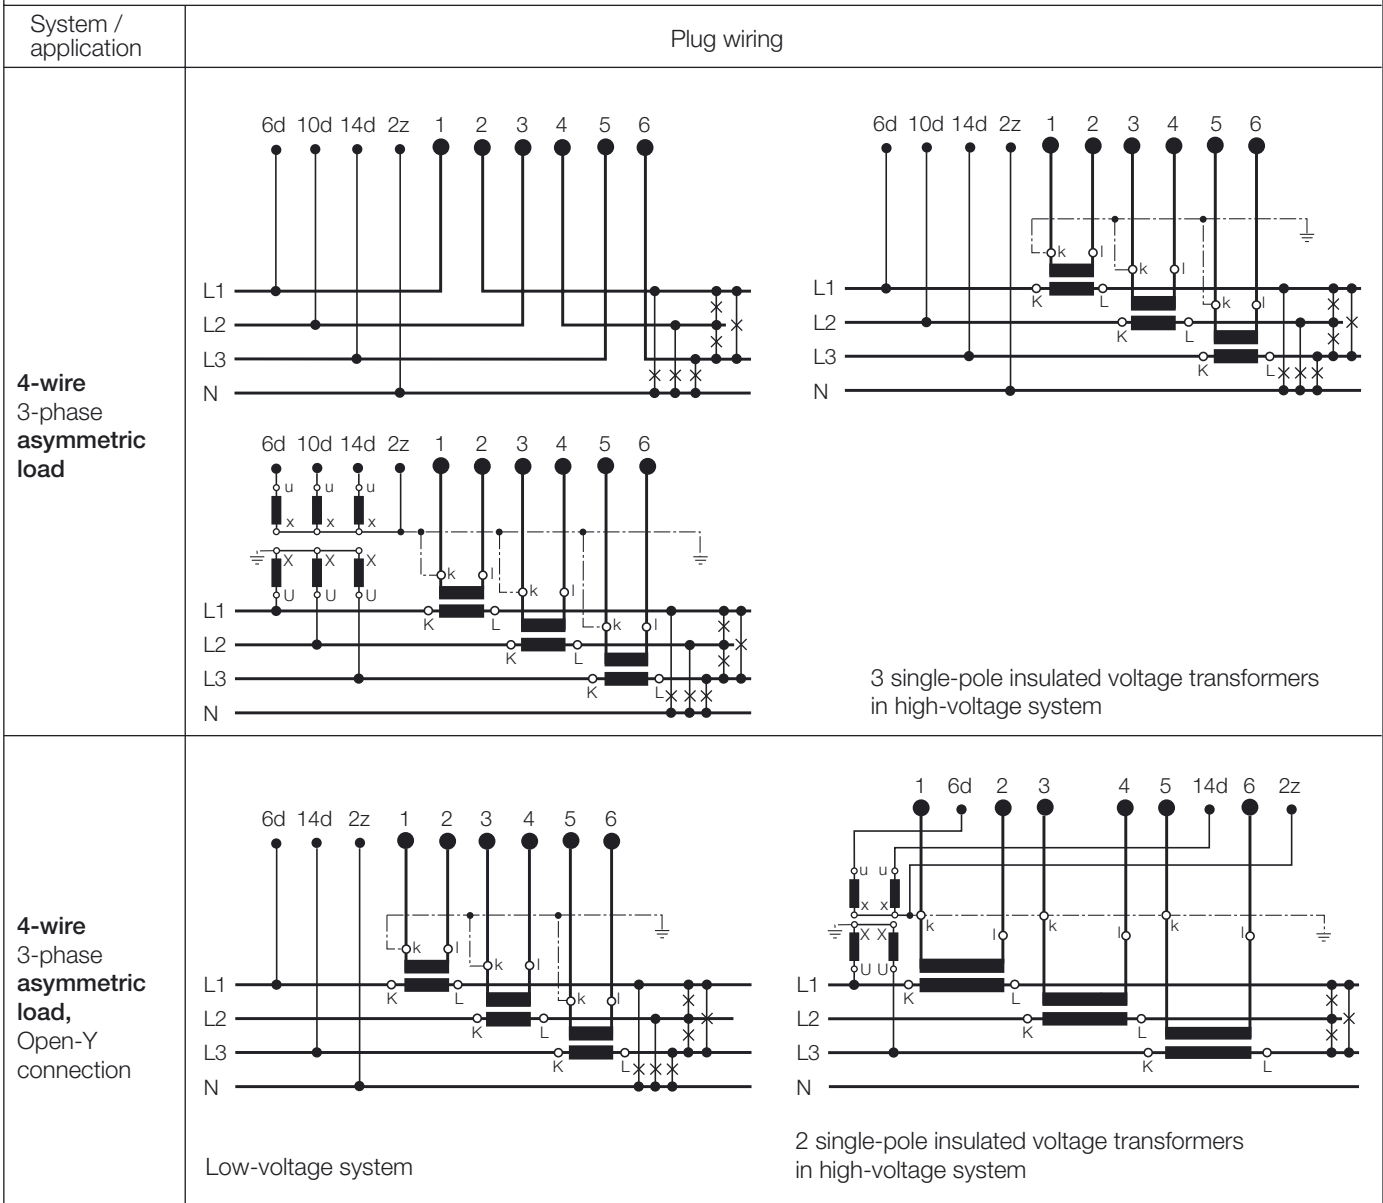 System /
application
Plug wiring
4-wire
3-phase
asymmetric
load
6d 10d 14d 2z 1 2 3 4 5 6
L1
L2
L3
N
6d 10d 14d 2z 1 2 3 4 5 6
k l
k l
L1
K L k l
L2
K L
L3
K L
N
6d 10d 14d 2z 1 2 3 4 5 6
u u u
x x x
X X X
k l
U U U
k l
L1
K L k l
L2
K L
L3
K L
N
3 single-pole insulated voltage transformers
in high-voltage system
4-wire
3-phase
asymmetric
load,
Open-Y
connection
6d 14d 2z 1 2 3 4 5 6
k l
k l
L1
K L k l
L2
K L
L3
K L
N
Low-voltage system
1 6d 2 3 4 5 14d 6 2z
u u
x x
k k k
X X l l l
U U
L1
K L
L2
K L
L3
K L
N
2 single-pole insulated voltage transformers
in high-voltage system